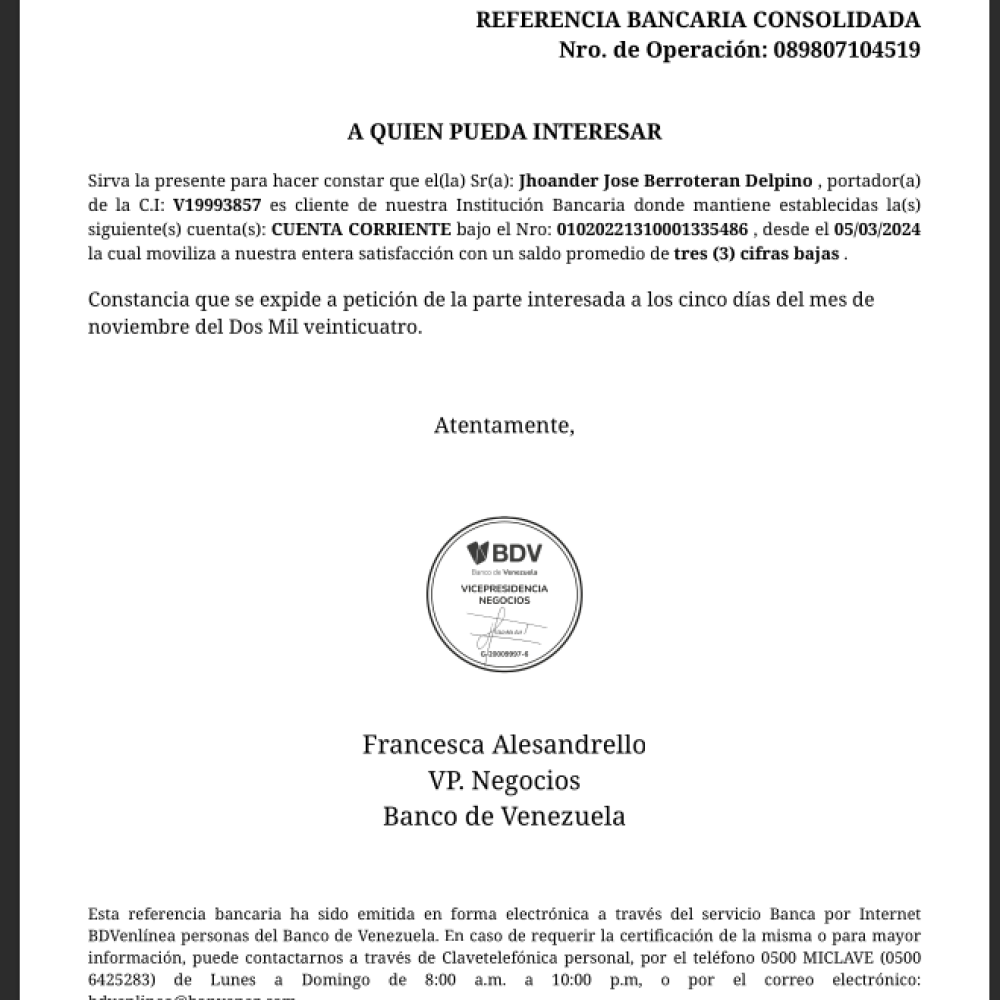 REFERENCIA BANCARIA CONSOLIDADA
Nro. de Operación: 089807104519
A QUIEN PUEDA INTERESAR
Sirva la presente para hacer constar que el(la) Sr(a): Jhoander Jose Berroteran Delpino , portador(a)
de la C.I: V19993857 es cliente de nuestra Institución Bancaria donde mantiene establecidas la(s)
siguiente(s) cuenta(s): CUENTA CORRIENTE bajo el Nro: 01020221310001335486 , desde el 05/03/2024
la cual moviliza a nuestra entera satisfacción con un saldo promedio de tres (3) cifras bajas .
Constancia que se expide a petición de la parte interesada a los cinco días del mes de
noviembre del Dos Mil veinticuatro.
Atentamente,
BDV
Banco de Venezuela
VICEPRESIDENCIA
NEGOCIOS
G-20009997-6
Francesca Alesandrello
VP. Negocios
Banco de Venezuela
Esta referencia bancaria ha sido emitida en forma electrónica a través del servicio Banca por Internet
BDVenlínea personas del Banco de Venezuela. En caso de requerir la certificación de la misma o para mayor
información, puede contactarnos a través de Clavetelefónica personal, por el teléfono 0500 MICLAVE (0500
6425283) de Lunes a Domingo de 8:00 a.m. a 10:00 p.m, o por el correo electrónico: